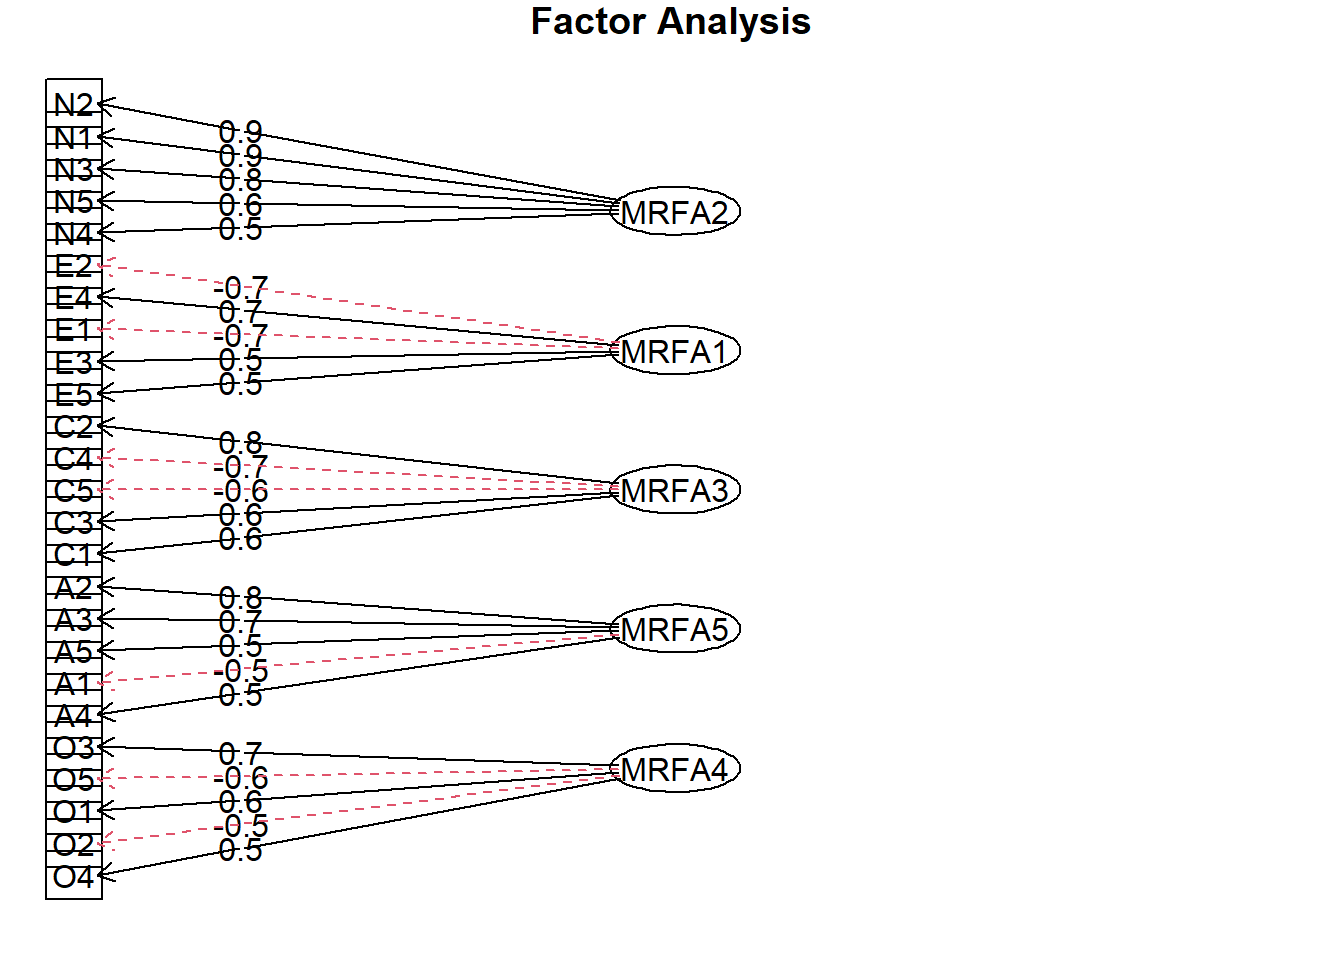 Factor Analysis
N2
N1
N3
N5
N4
E2
E4
E1
E3
E5
C2
C4
C5
C3
C1
A2
A3
A5
A1
A4
O3
O5
O1
O2
O4
0.9
0.9
0.8
0.6
0.5
-0.7
0.7
-0.7
0.5
0.5
0.8
-0.7
-0.6
0.6
0.6
0.8
0.7
0.5
-0.5
0.5
0.7
-0.6
0.6
-0.5
0.5
MRFA2
MRFA1
MRFA3
MRFA5
MRFA4